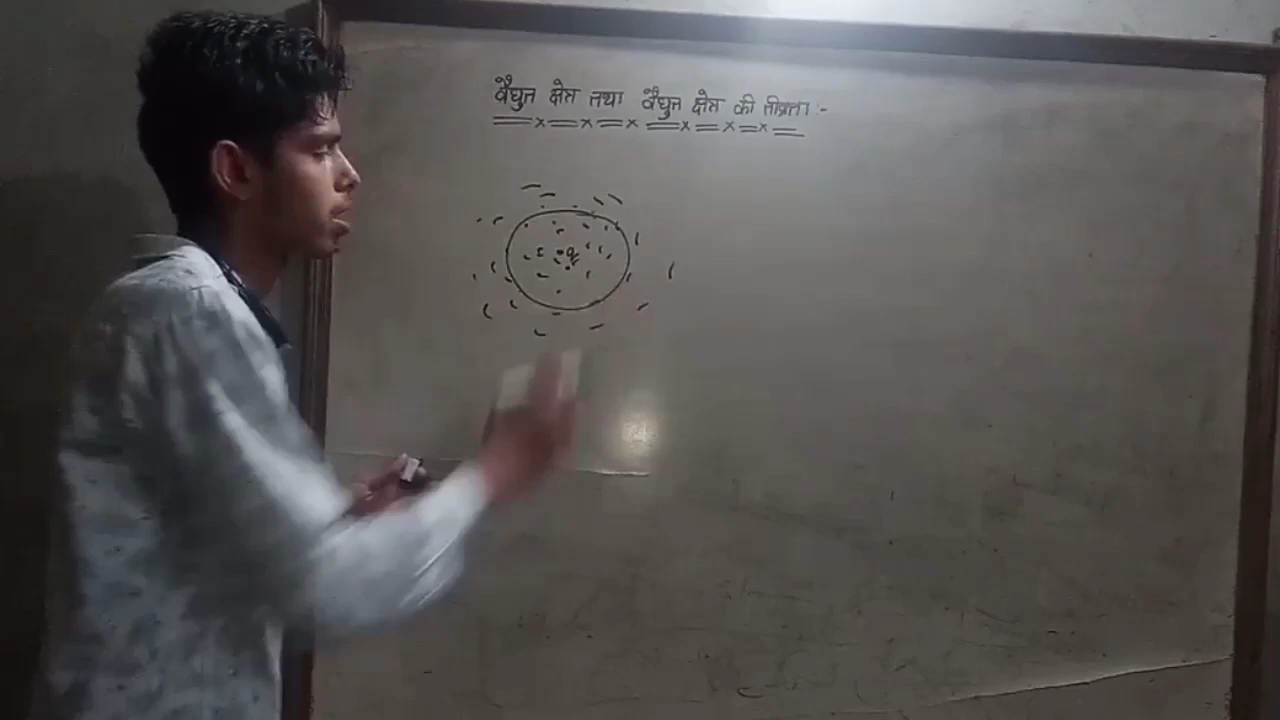 वैद्युत क्षेत्र तथा वैद्युत क्षेत्र की तीव्रता :-
q